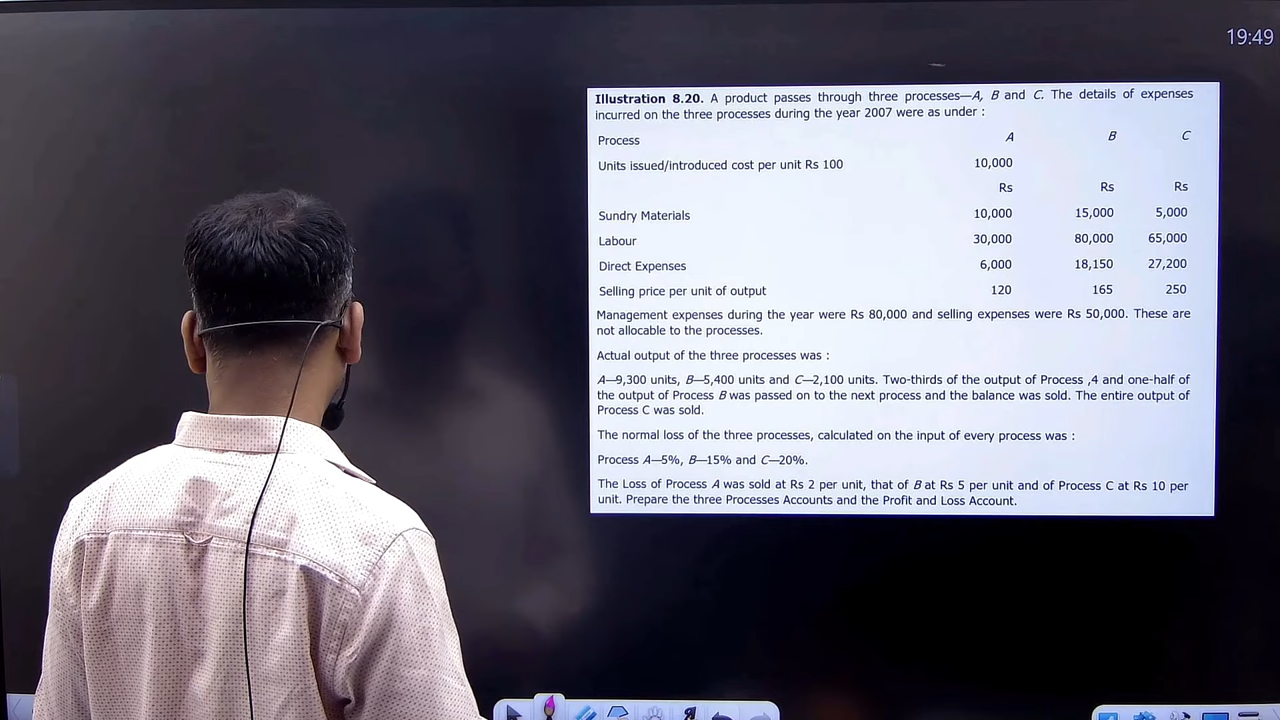 19:49
Illustration 8.20. A product passes through three processes—A, B and C. The details of expenses
incurred on the three processes during the year 2007 were as under :
Process A B C
Units issued/introduced cost per unit Rs 100 10,000
Rs Rs Rs
Sundry Materials 10,000 15,000 5,000
Labour 30,000 80,000 65,000
Direct Expenses 6,000 18,150 27,200
Selling price per unit of output 120 165 250
Management expenses during the year were Rs 80,000 and selling expenses were Rs 50,000. These are
not allocable to the processes.
Actual output of the three processes was :
A—9,300 units, B—5,400 units and C—2,100 units. Two-thirds of the output of Process ,4 and one-half of
the output of Process B was passed on to the next process and the balance was sold. The entire output of
Process C was sold.
The normal loss of the three processes, calculated on the input of every process was :
Process A—5%, B—15% and C—20%.
The Loss of Process A was sold at Rs 2 per unit, that of B at Rs 5 per unit and of Process C at Rs 10 per
unit. Prepare the three Processes Accounts and the Profit and Loss Account.